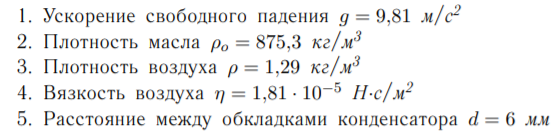 1. Ускорение свободного падения g = 9,81 м/с²
2. Плотность масла ρₒ = 875,3 кг/м³
3. Плотность воздуха ρ = 1,29 кг/м³
4. Вязкость воздуха η = 1,81 · 10⁻⁵ Н·с/м²
5. Расстояние между обкладками конденсатора d = 6 мм